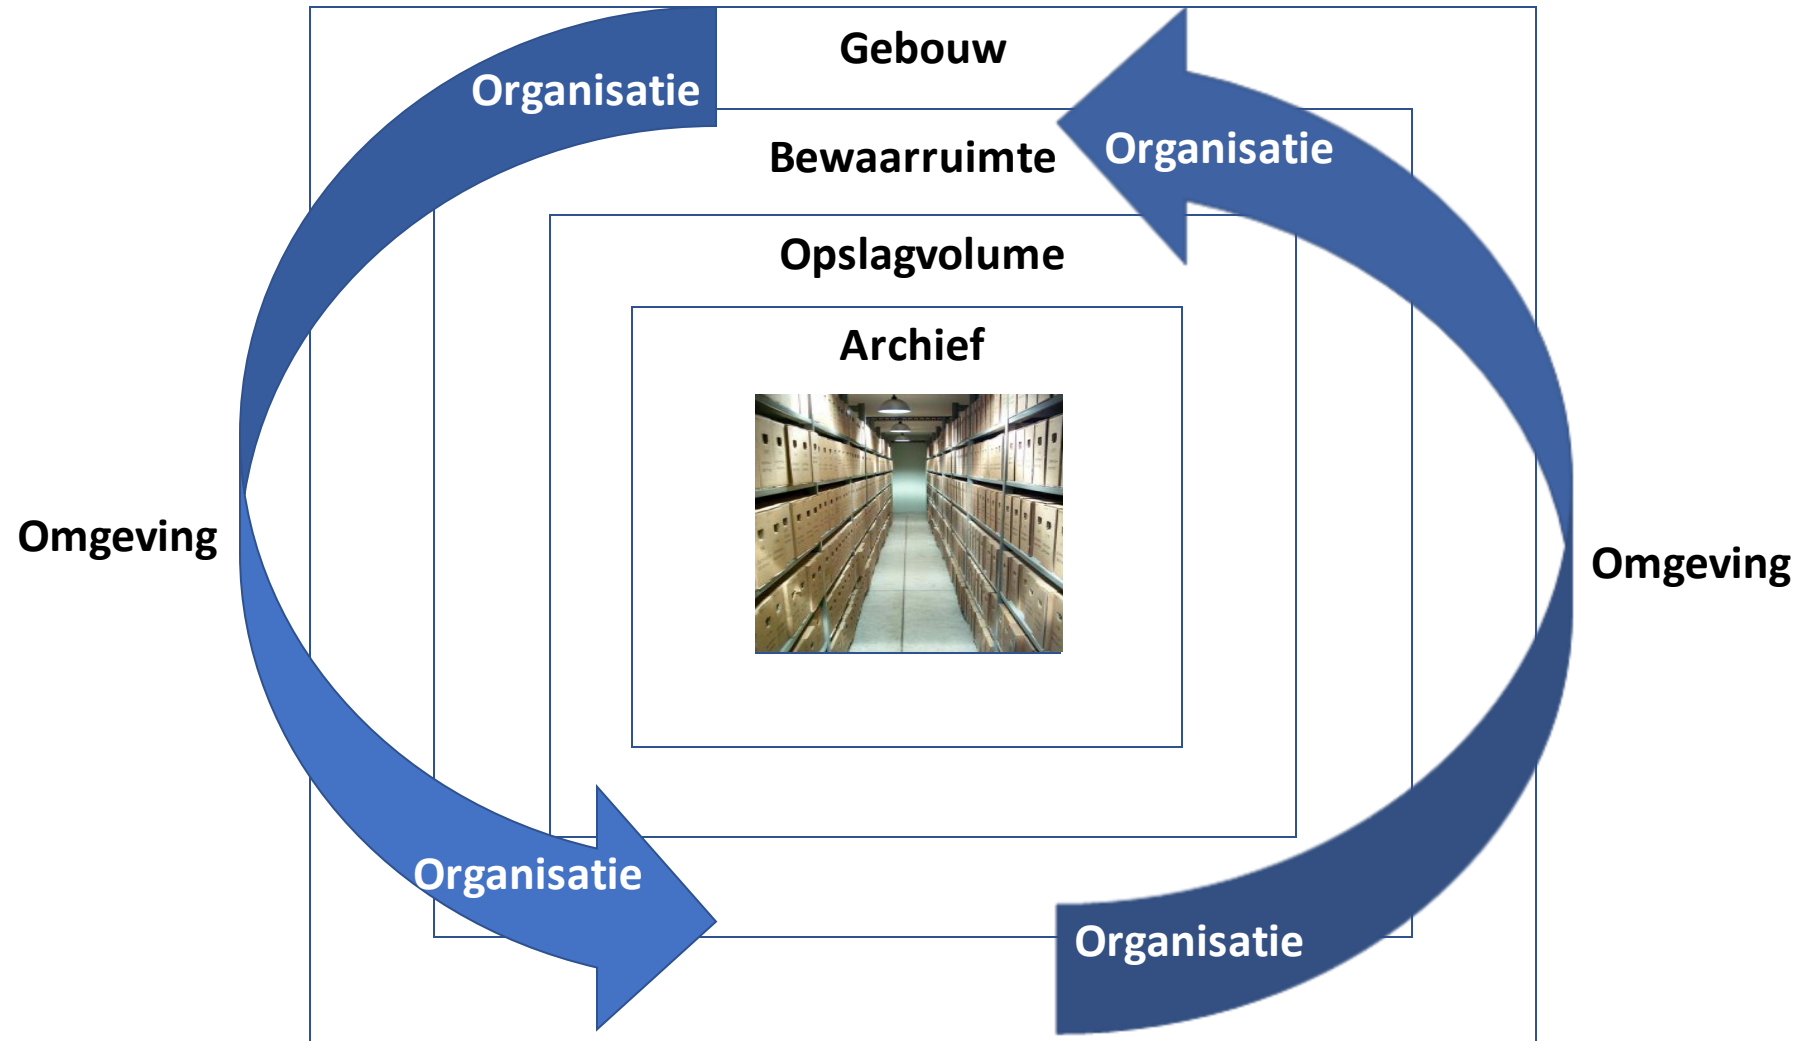 Gebouw
Organisatie
Organisatie
Bewaarruimte
Opslagvolume
Archief
Omgeving
Omgeving
Organisatie
Organisatie